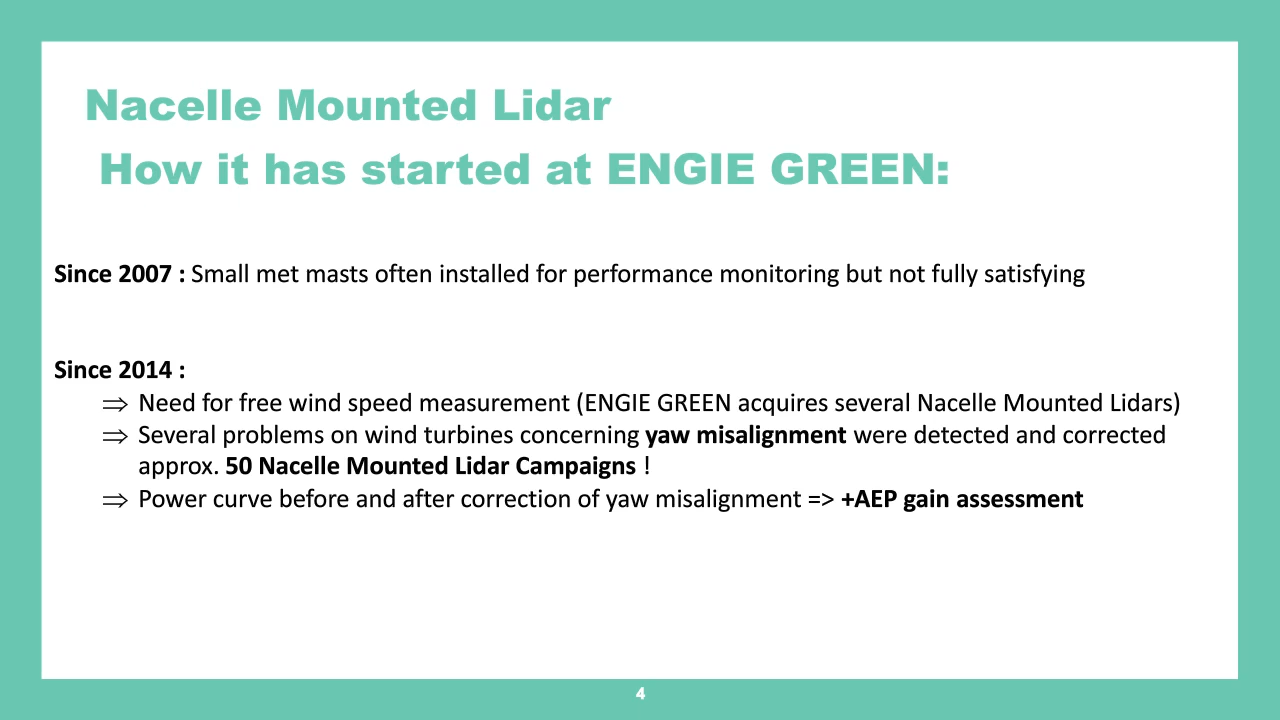 Nacelle Mounted Lidar
How it has started at ENGIE GREEN:
Since 2007 : Small met masts often installed for performance monitoring but not fully satisfying
Since 2014 :
⇒ Need for free wind speed measurement (ENGIE GREEN acquires several Nacelle Mounted Lidars)
⇒ Several problems on wind turbines concerning yaw misalignment were detected and corrected
approx. 50 Nacelle Mounted Lidar Campaigns !
⇒ Power curve before and after correction of yaw misalignment => +AEP gain assessment
4